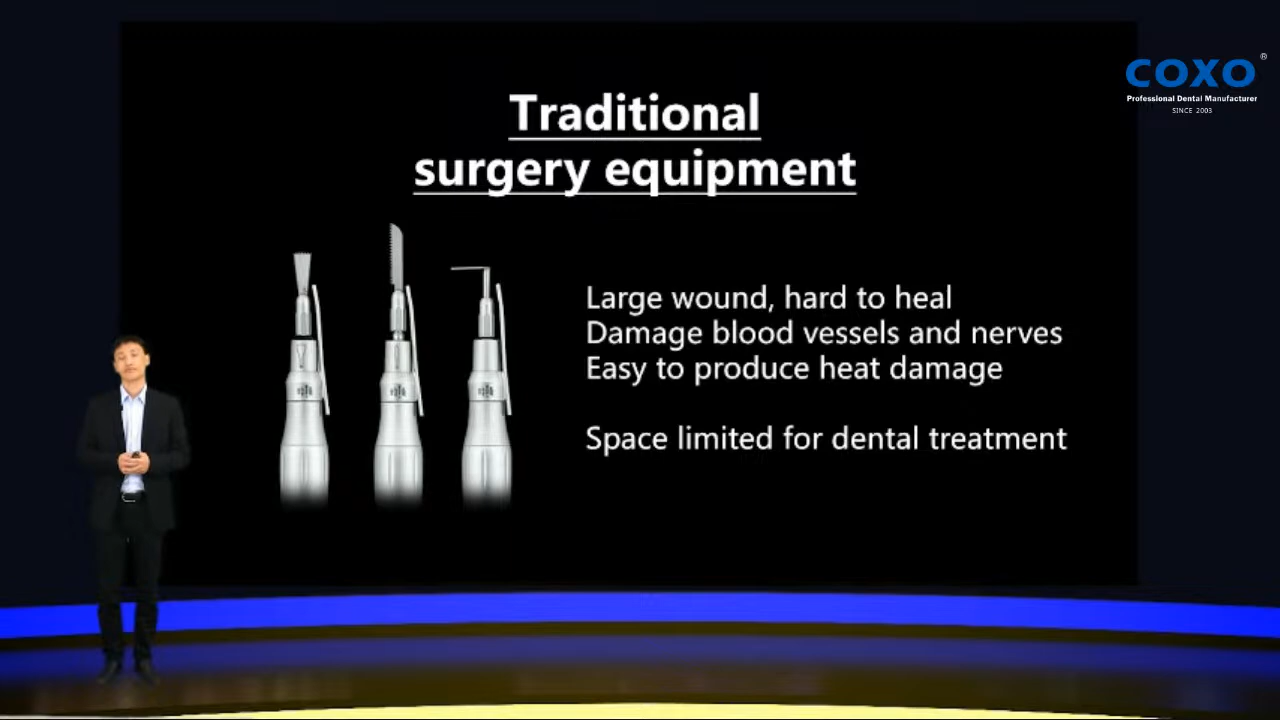 Traditional
surgery equipment
Large wound, hard to heal
Damage blood vessels and nerves
Easy to produce heat damage
Space limited for dental treatment
COXO®
Professional Dental Manufacturer
SINCE 2003